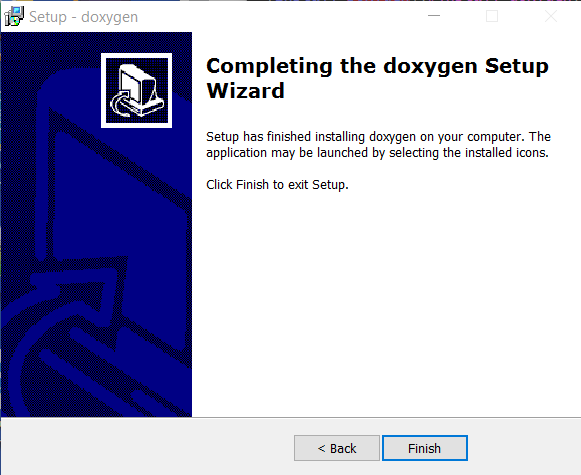 Setup - doxygen
Completing the doxygen Setup
Wizard
Setup has finished installing doxygen on your computer. The
application may be launched by selecting the installed icons.
Click Finish to exit Setup.
< Back
Finish